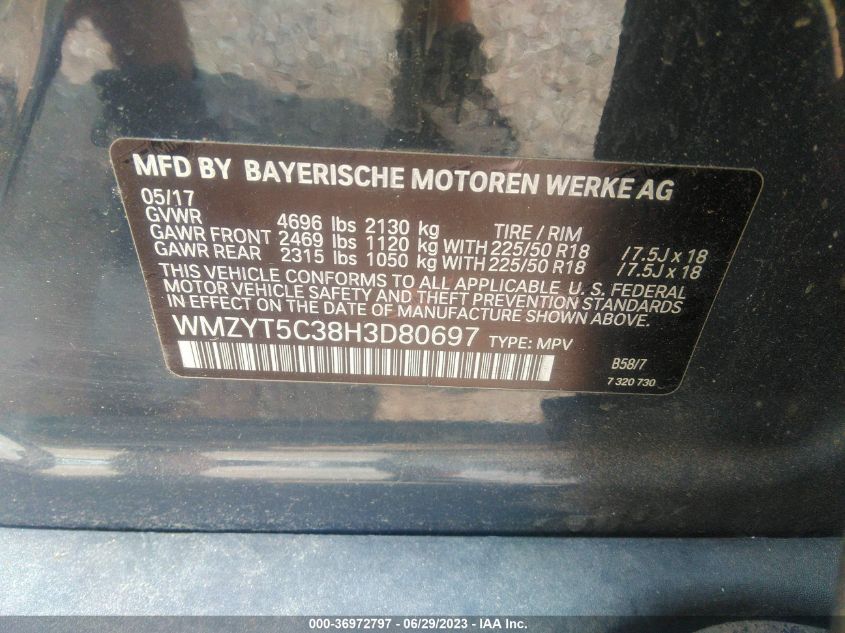 MFD BY BAYERISCHE MOTOREN WERKE AG
05/17
GVWR 4696 lbs 2130 kg TIRE / RIM
GAWR FRONT 2469 lbs 1120 kg WITH 225/50 R18 / 7.5J x 18
GAWR REAR 2315 lbs 1050 kg WITH 225/50 R18 / 7.5J x 18
THIS VEHICLE CONFORMS TO ALL APPLICABLE U. S. FEDERAL
MOTOR VEHICLE SAFETY AND THEFT PREVENTION STANDARDS
IN EFFECT ON THE DATE OF MANUFACTURE SHOWN ABOVE.
WMZYT5C38H3D80697 TYPE: MPV
B58/7
7 320 730
000-36972797 - 06/29/2023 - IAA Inc.